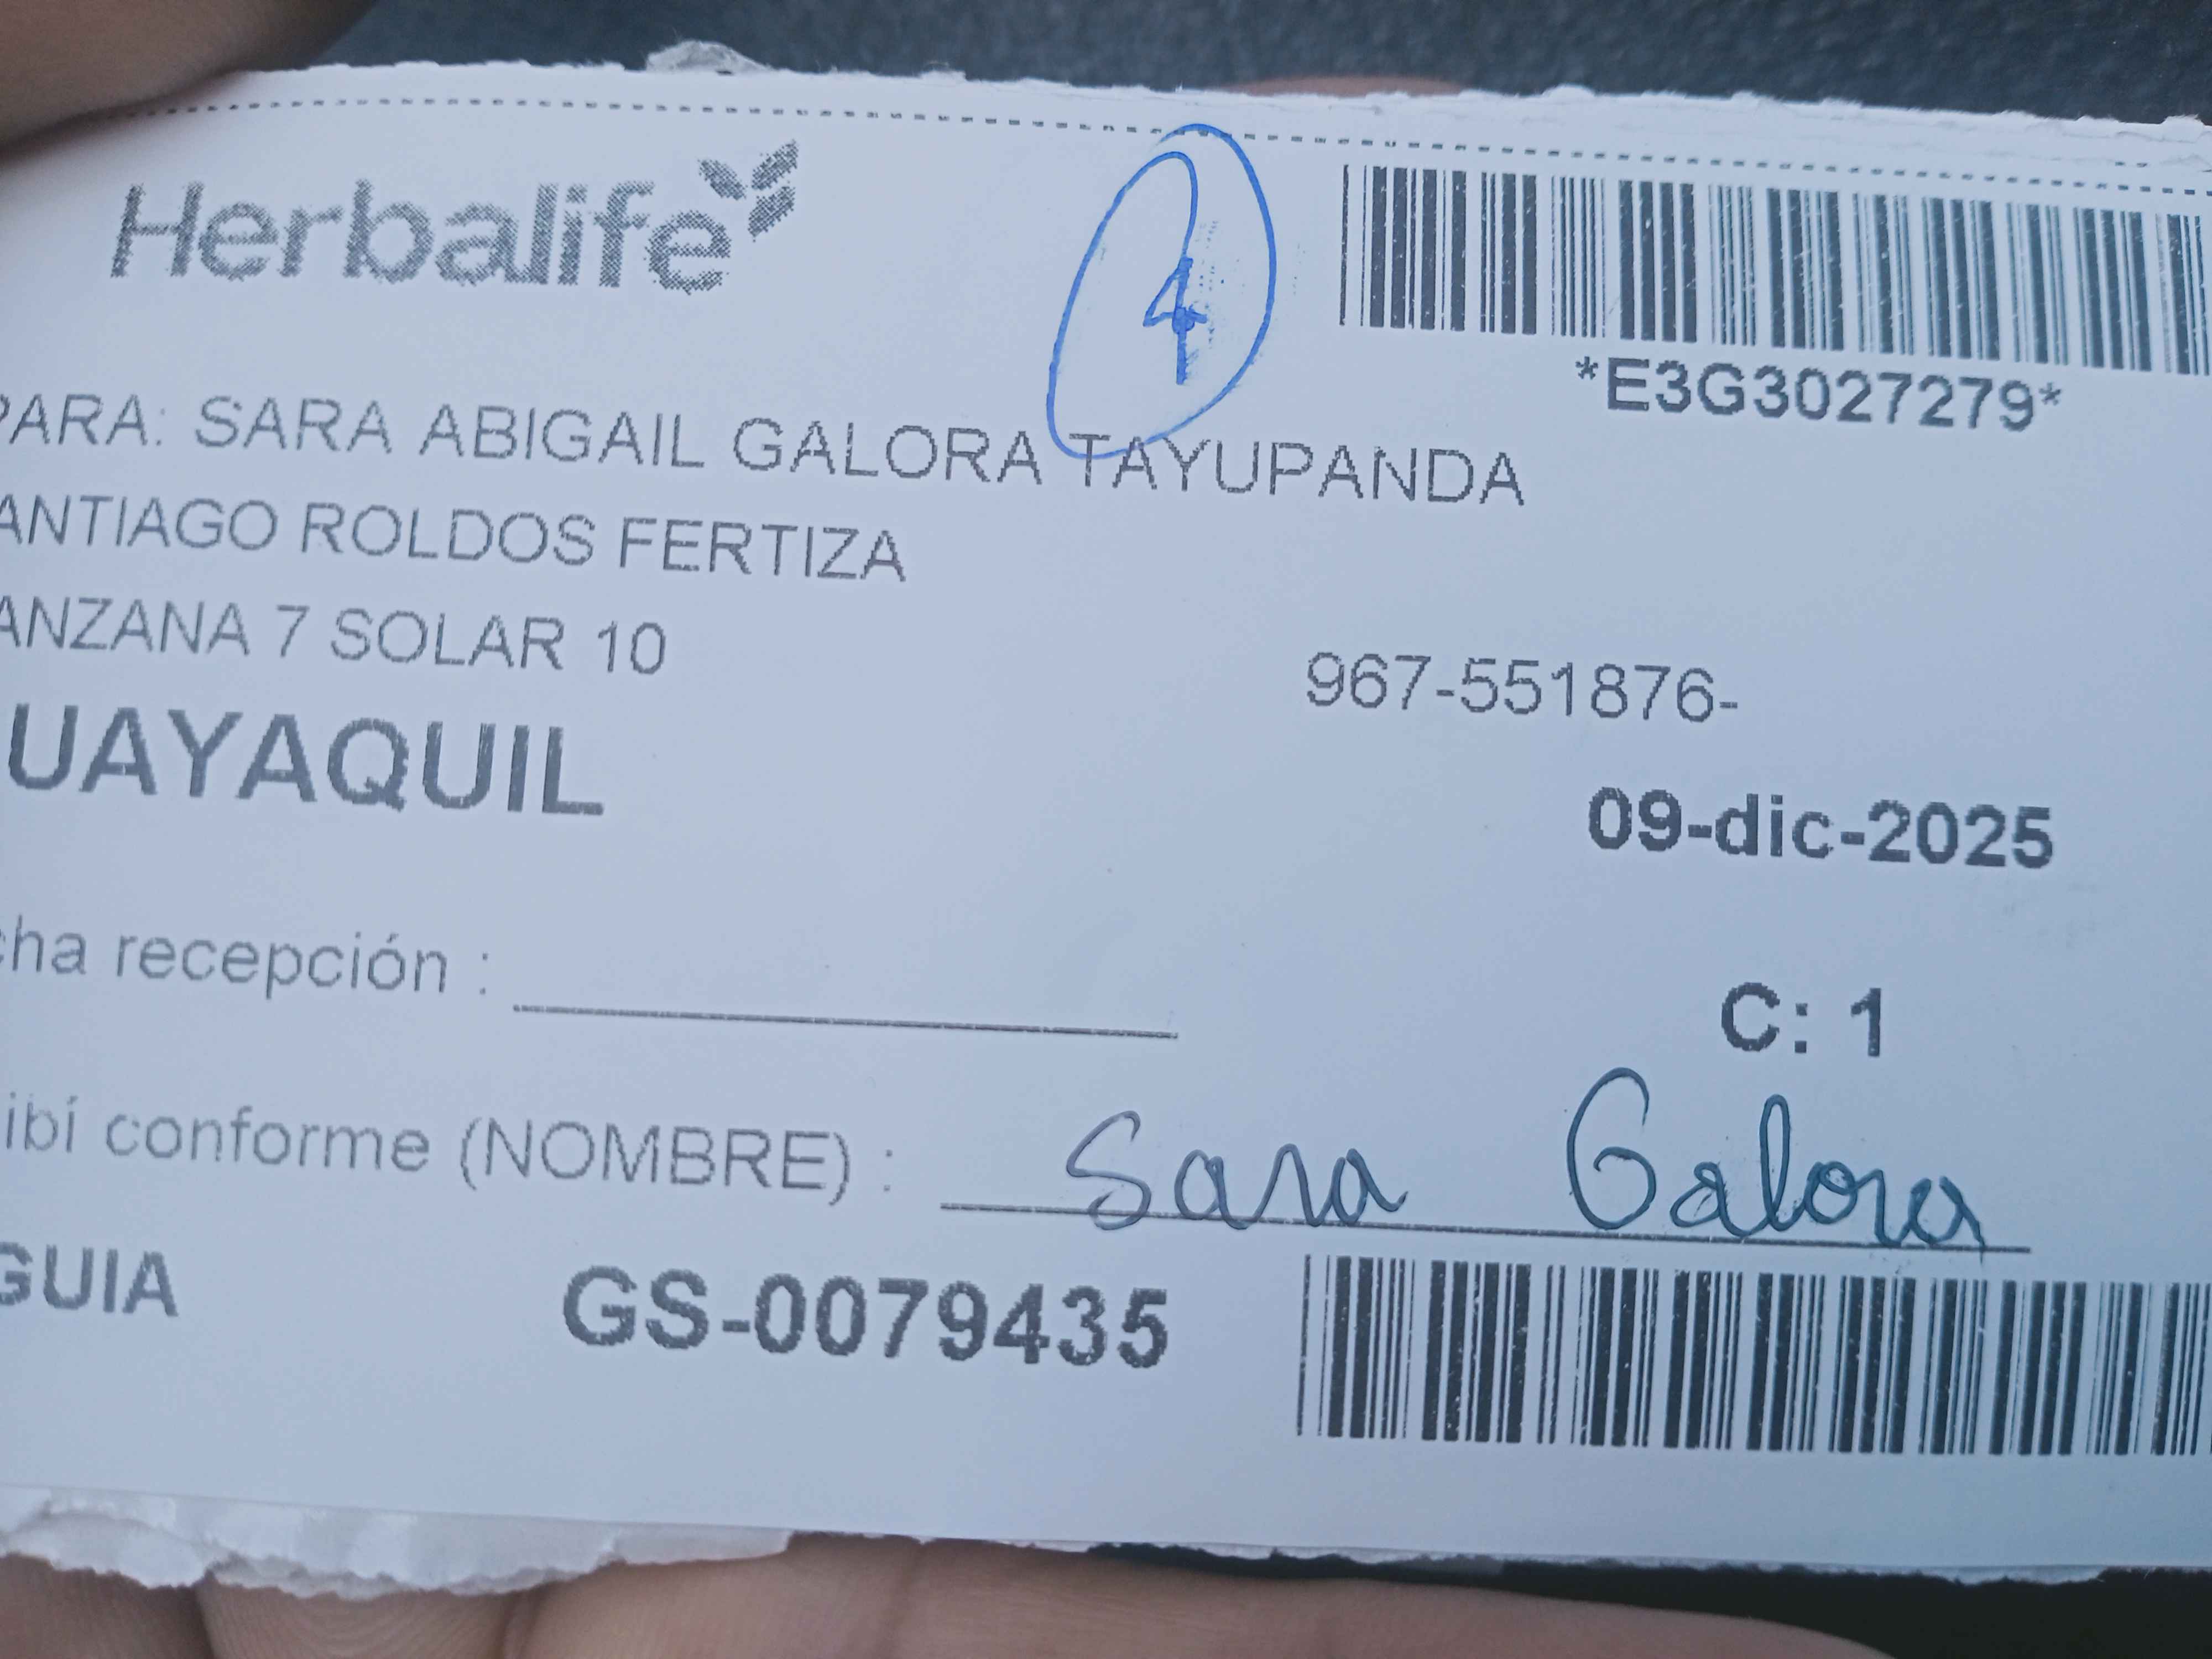 Herbalife
4
*E3G3027279*
PARA: SARA ABIGAIL GALORA TAYUPANDA
ANTIAGO ROLDOS FERTIZA
ANZANA 7 SOLAR 10
967-551876-
UAYAQUIL
09-dic-2025
cha recepción :
C: 1
ibí conforme (NOMBRE) : Sara Galora
GUIA GS-0079435